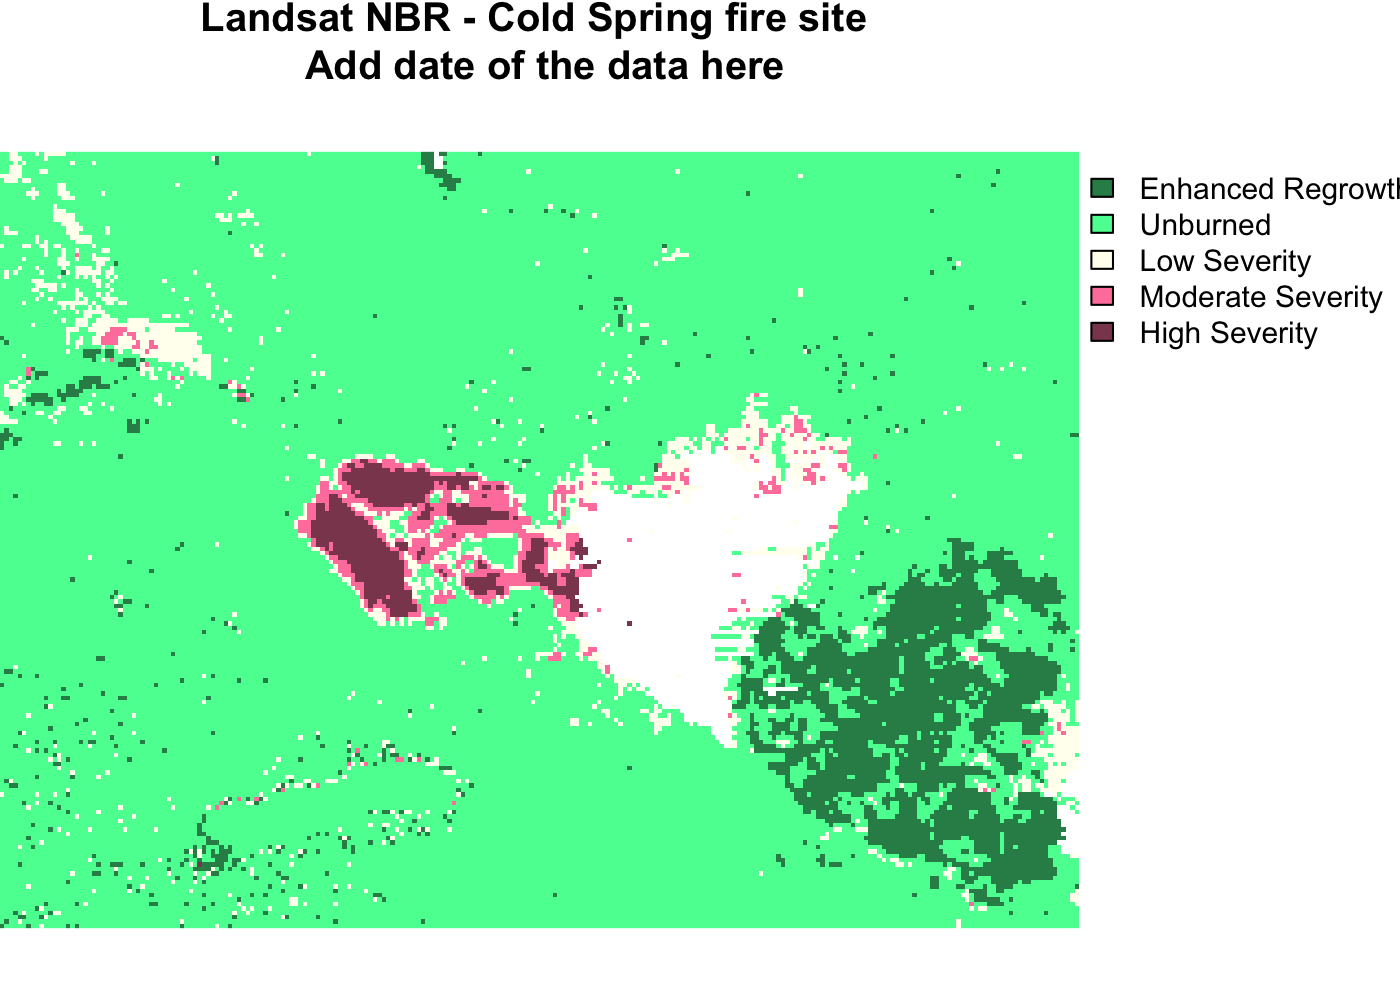 Landsat NBR - Cold Spring fire site
Add date of the data here
Enhanced Regrowth
Unburned
Low Severity
Moderate Severity
High Severity